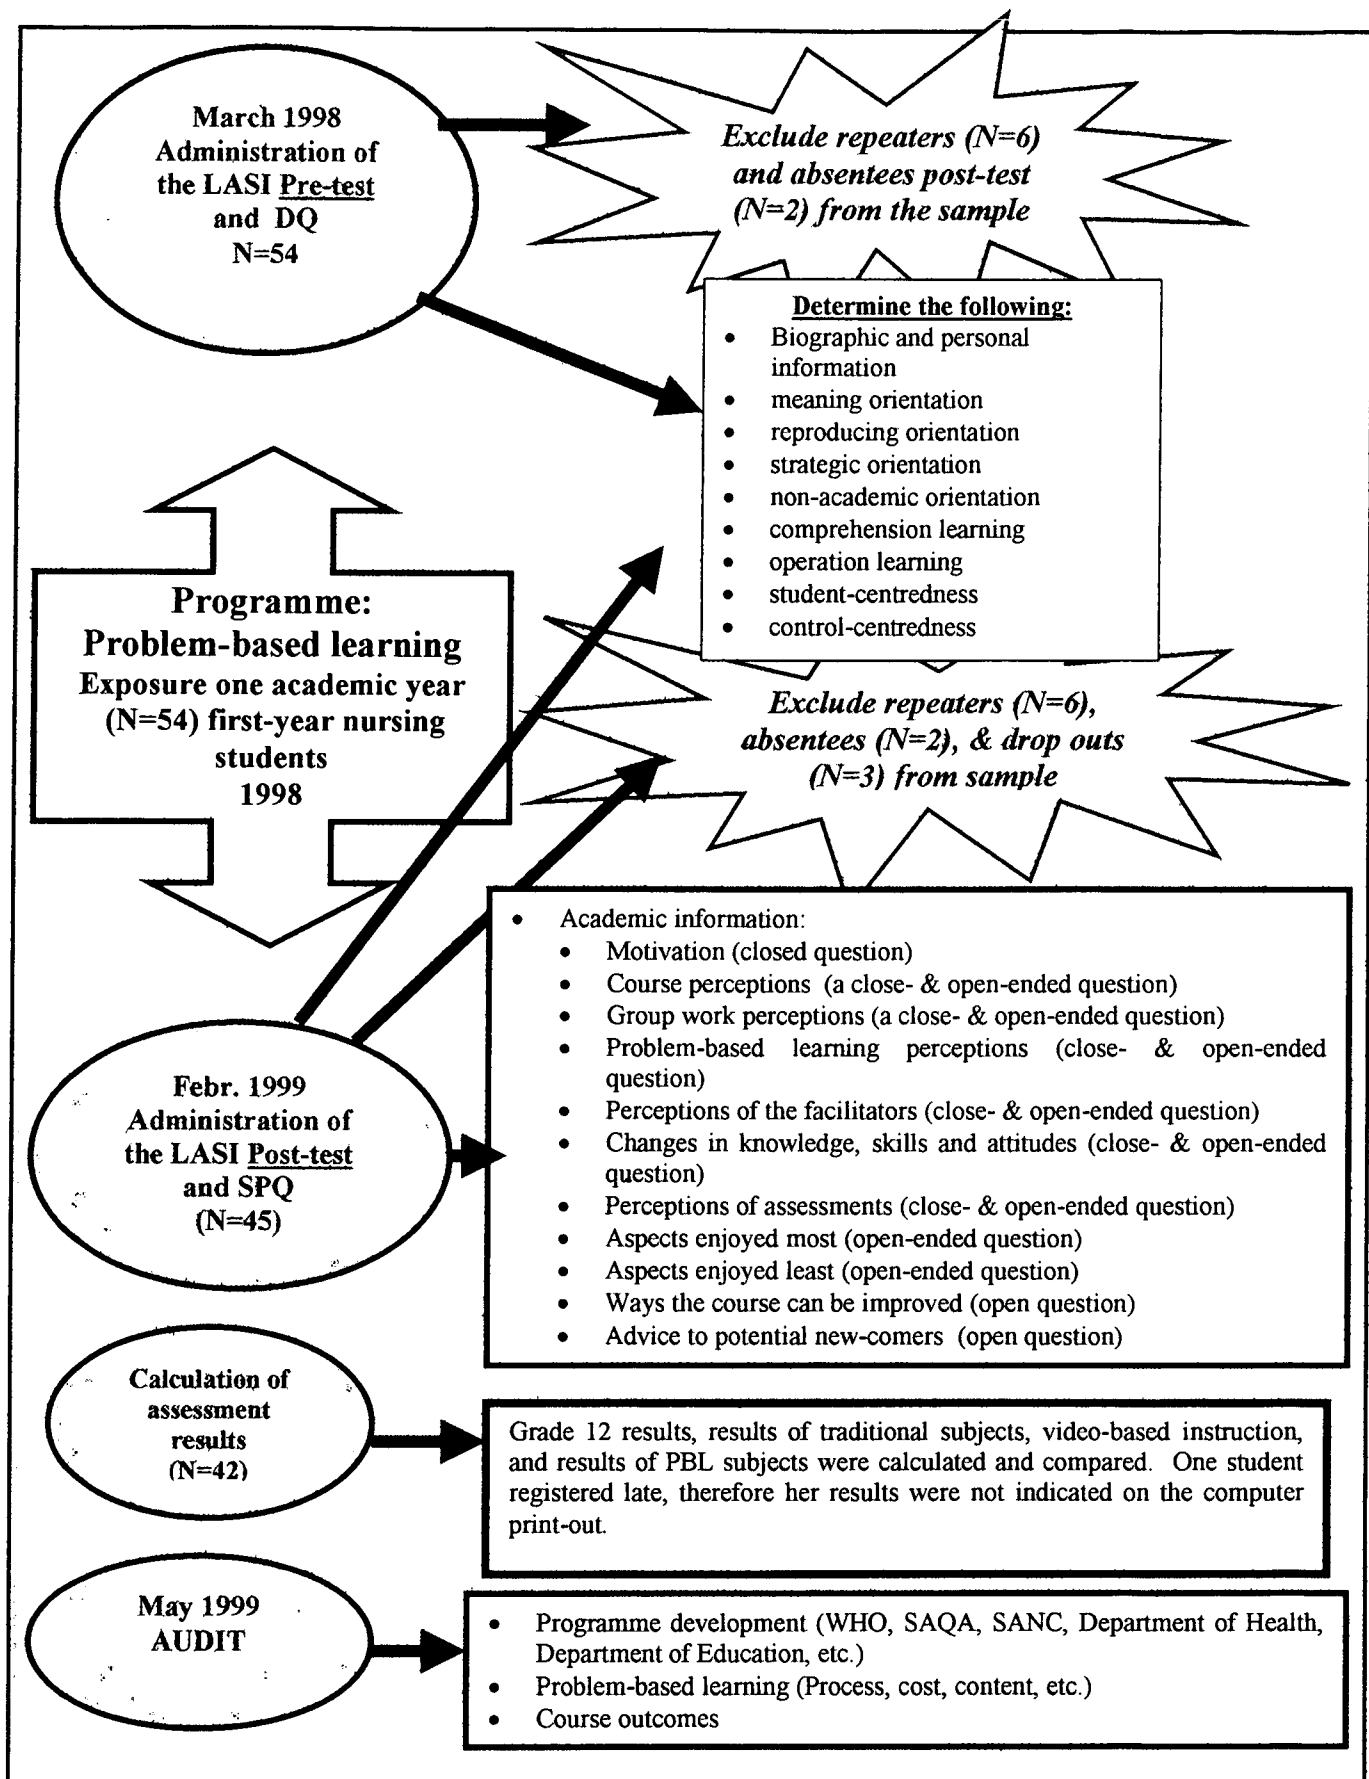 March 1998
Administration of
the LASI Pre-test
and DQ
N=54
Exclude repeaters (N=6)
and absentees post-test
(N=2) from the sample
Determine the following:
• Biographic and personal
information
• meaning orientation
• reproducing orientation
• strategic orientation
• non-academic orientation
• comprehension learning
• operation learning
• student-centredness
• control-centredness
Programme:
Problem-based learning
Exposure one academic year
(N=54) first-year nursing
students
1998
Exclude repeaters (N=6),
absentees (N=2), & drop outs
(N=3) from sample
Febr. 1999
Administration of
the LASI Post-test
and SPQ
(N=45)
• Academic information:
• Motivation (closed question)
• Course perceptions (a close- & open-ended question)
• Group work perceptions (a close- & open-ended question)
• Problem-based learning perceptions (close- & open-ended
question)
• Perceptions of the facilitators (close- & open-ended question)
• Changes in knowledge, skills and attitudes (close- & open-ended
question)
• Perceptions of assessments (close- & open-ended question)
• Aspects enjoyed most (open-ended question)
• Aspects enjoyed least (open-ended question)
• Ways the course can be improved (open question)
• Advice to potential new-comers (open question)
Calculation of
assessment
results
(N=42)
Grade 12 results, results of traditional subjects, video-based instruction,
and results of PBL subjects were calculated and compared. One student
registered late, therefore her results were not indicated on the computer
print-out.
May 1999
AUDIT
• Programme development (WHO, SAQA, SANC, Department of Health,
Department of Education, etc.)
• Problem-based learning (Process, cost, content, etc.)
• Course outcomes